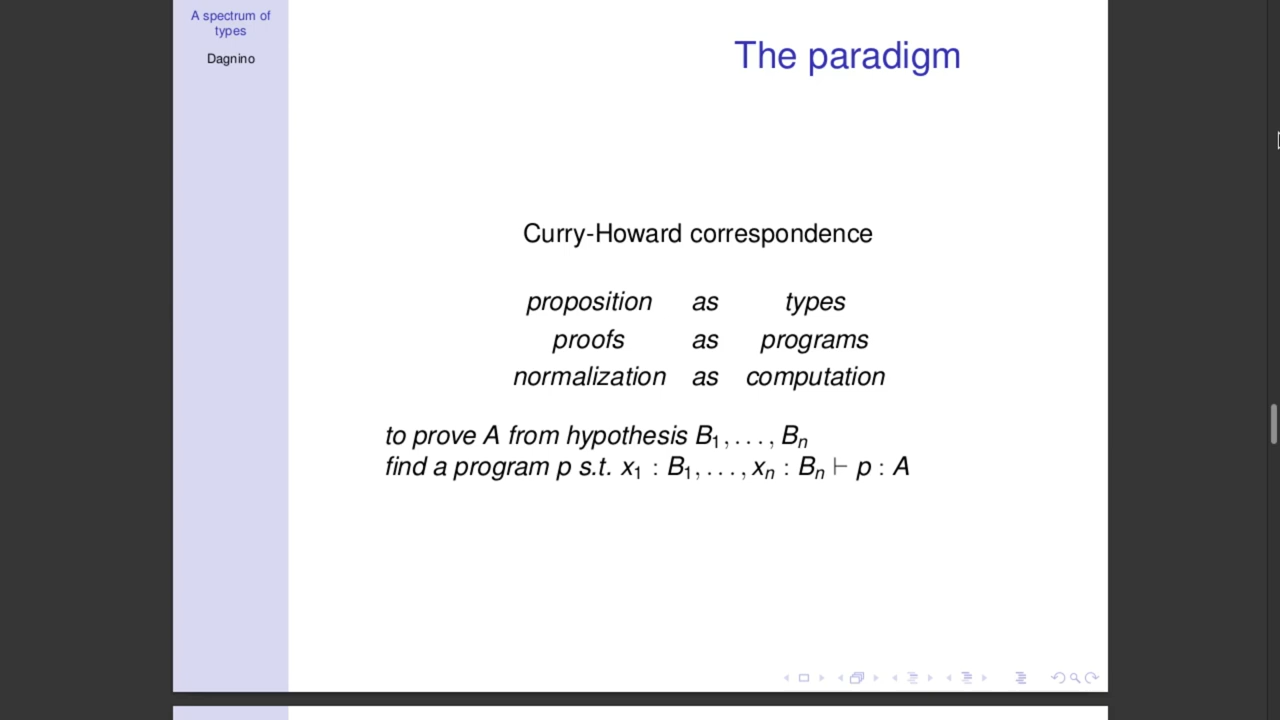 A spectrum of
types
Dagnino
The paradigm
Curry-Howard correspondence
proposition as types
proofs as programs
normalization as computation
to prove A from hypothesis B₁, . . . , Bₙ
find a program p s.t. x₁ : B₁, . . . , xₙ : Bₙ ⊢ p : A